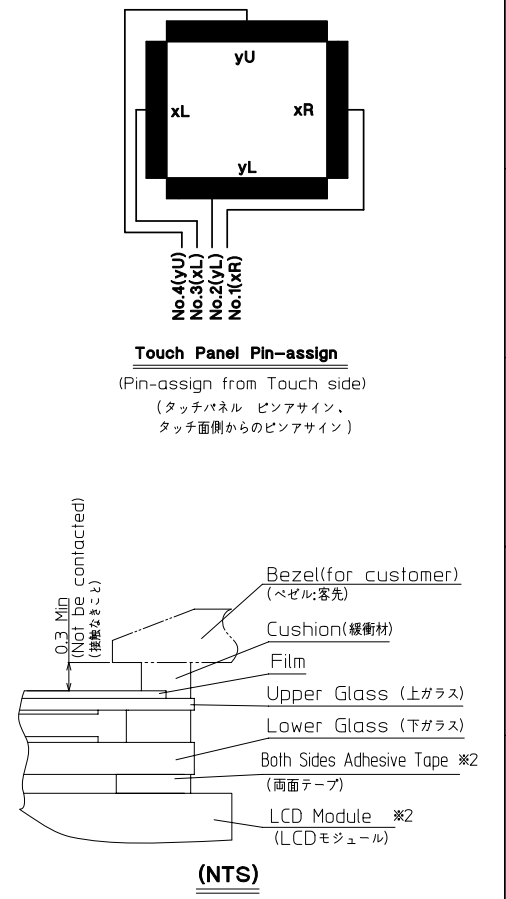 yU
xL
xR
yL
No.4(yU)
No.3(xL)
No.2(yL)
No.1(xR)
Touch Panel Pin-assign
(Pin-assign from Touch side)
(タッチパネル ピンアサイン、
タッチ面側からのピンアサイン)
0.3 Min
(Not be contacted)
(接触なきこと)
Bezel(for customer)
(ベゼル:客先)
Cushion(緩衝材)
Film
Upper Glass (上ガラス)
Lower Glass (下ガラス)
Both Sides Adhesive Tape ※2
(両面テープ)
LCD Module ※2
(LCDモジュール)
(NTS)